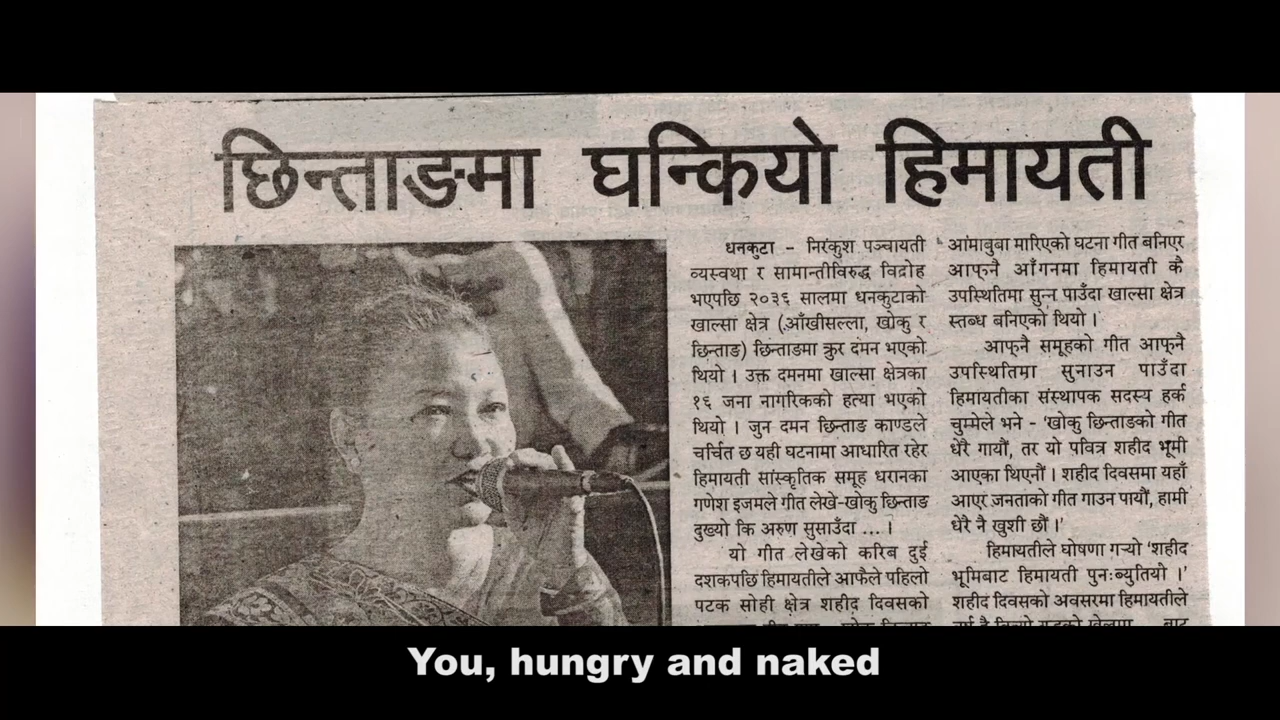 छिन्ताङमा घन्कियो हिमायती
धनकुटा - निरंकुश पञ्चायती
व्यस्वथा र सामान्तीविरुद्ध विद्रोह
भएपछि २०३६ सालमा धनकुटाको
खाल्सा क्षेत्र (आँखीसल्ला, खोकु र
छिन्ताङ) छिन्ताङमा क्रुर दमन भएको
थियो । उक्त दमनमा खाल्सा क्षेत्रका
१६ जना नागरिकको हत्या भएको
थियो । जुन दमन छिन्ताङ काण्डले
चर्चित छ यही घटनामा आधारित रहेर
हिमायती सांस्कृतिक समूह धरानका
गणेश इजमले गीत लेखे-खोकु छिन्ताङ
दुख्यो कि अरुण सुसाउँदा ... ।
यो गीत लेखेको करिब दुई
दशकपछि हिमायतीले आफैले पहिलो
पटक सोही क्षेत्र शहीद दिवसको
आमाबुबा मारिएको घटना गीत बनिएर
आफ्नै आँगनमा हिमायती कै
उपस्थितिमा सुन्न पाउँदा खाल्सा क्षेत्र
स्तब्ध बनिएको थियो ।
आफ्नै समूहको गीत आफ्नै
उपस्थितिमा सुनाउन पाउँदा
हिमायतीका संस्थापक सदस्य हर्क
चुम्मेले भने - ‘खोकु छिन्ताङको गीत
धेरै गायौं, तर यो पवित्र शहीद भूमी
आएका थिएनौं । शहीद दिवसमा यहाँ
आएर जनताको गीत गाउन पायौं, हामी
धेरै नै खुशी छौं ।’
हिमायतीले घोषणा गर्‍यो ‘शहीद
भूमिबाट हिमायती पुनःब्युतियो ।’
शहीद दिवसको अवसरमा हिमायतीले
You, hungry and naked